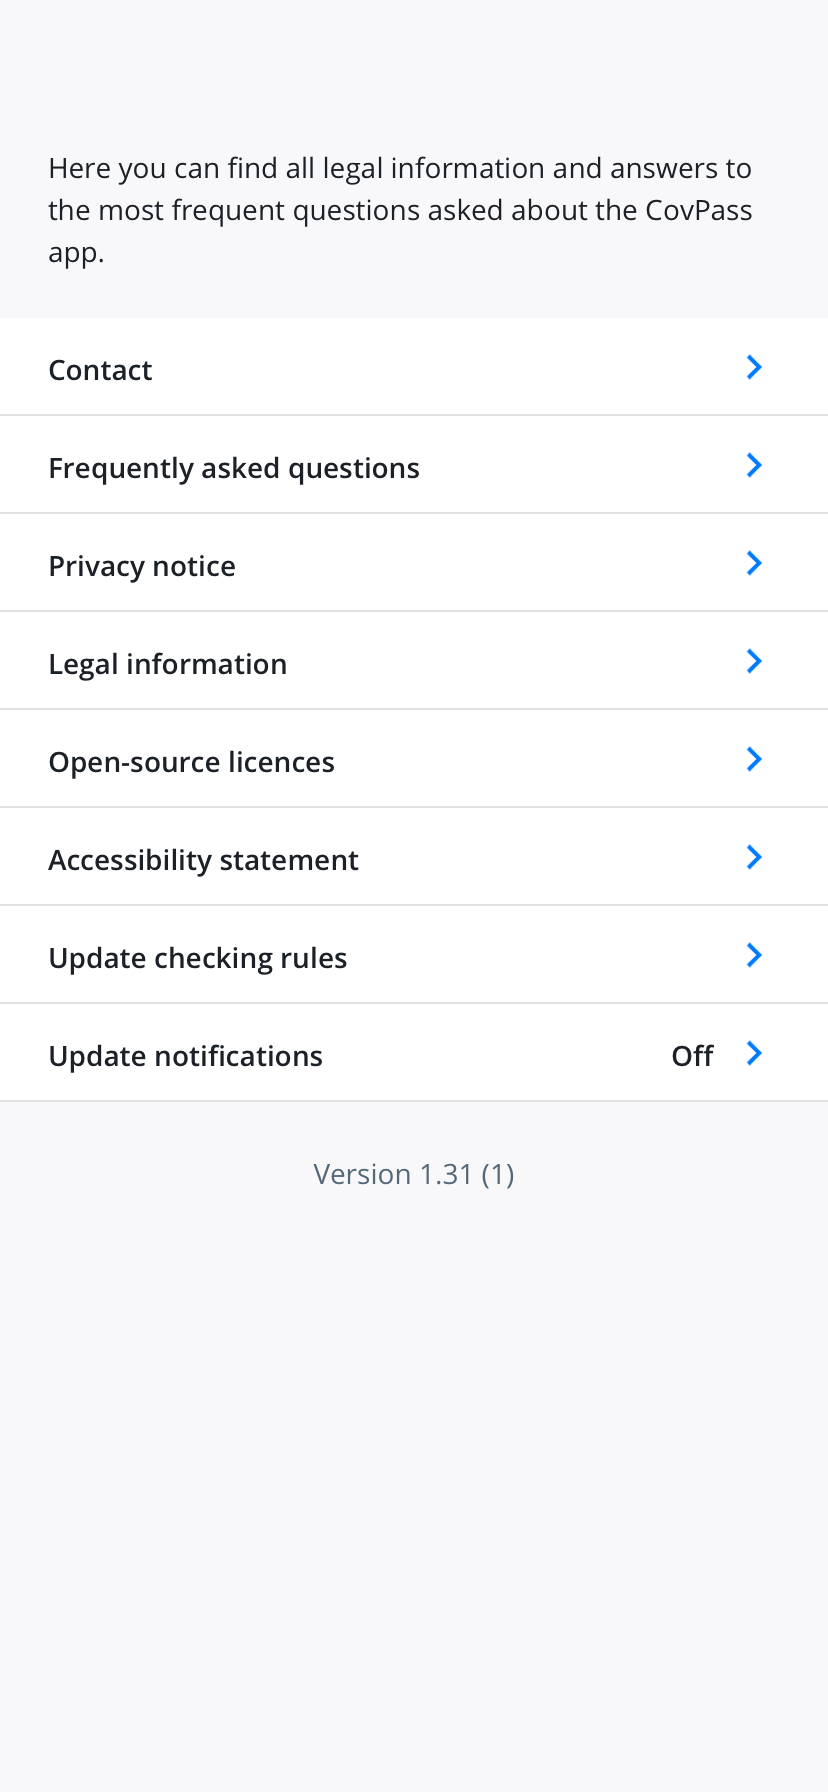 Here you can find all legal information and answers to
the most frequent questions asked about the CovPass
app.
Contact
Frequently asked questions
Privacy notice
Legal information
Open-source licences
Accessibility statement
Update checking rules
Update notifications Off
Version 1.31 (1)